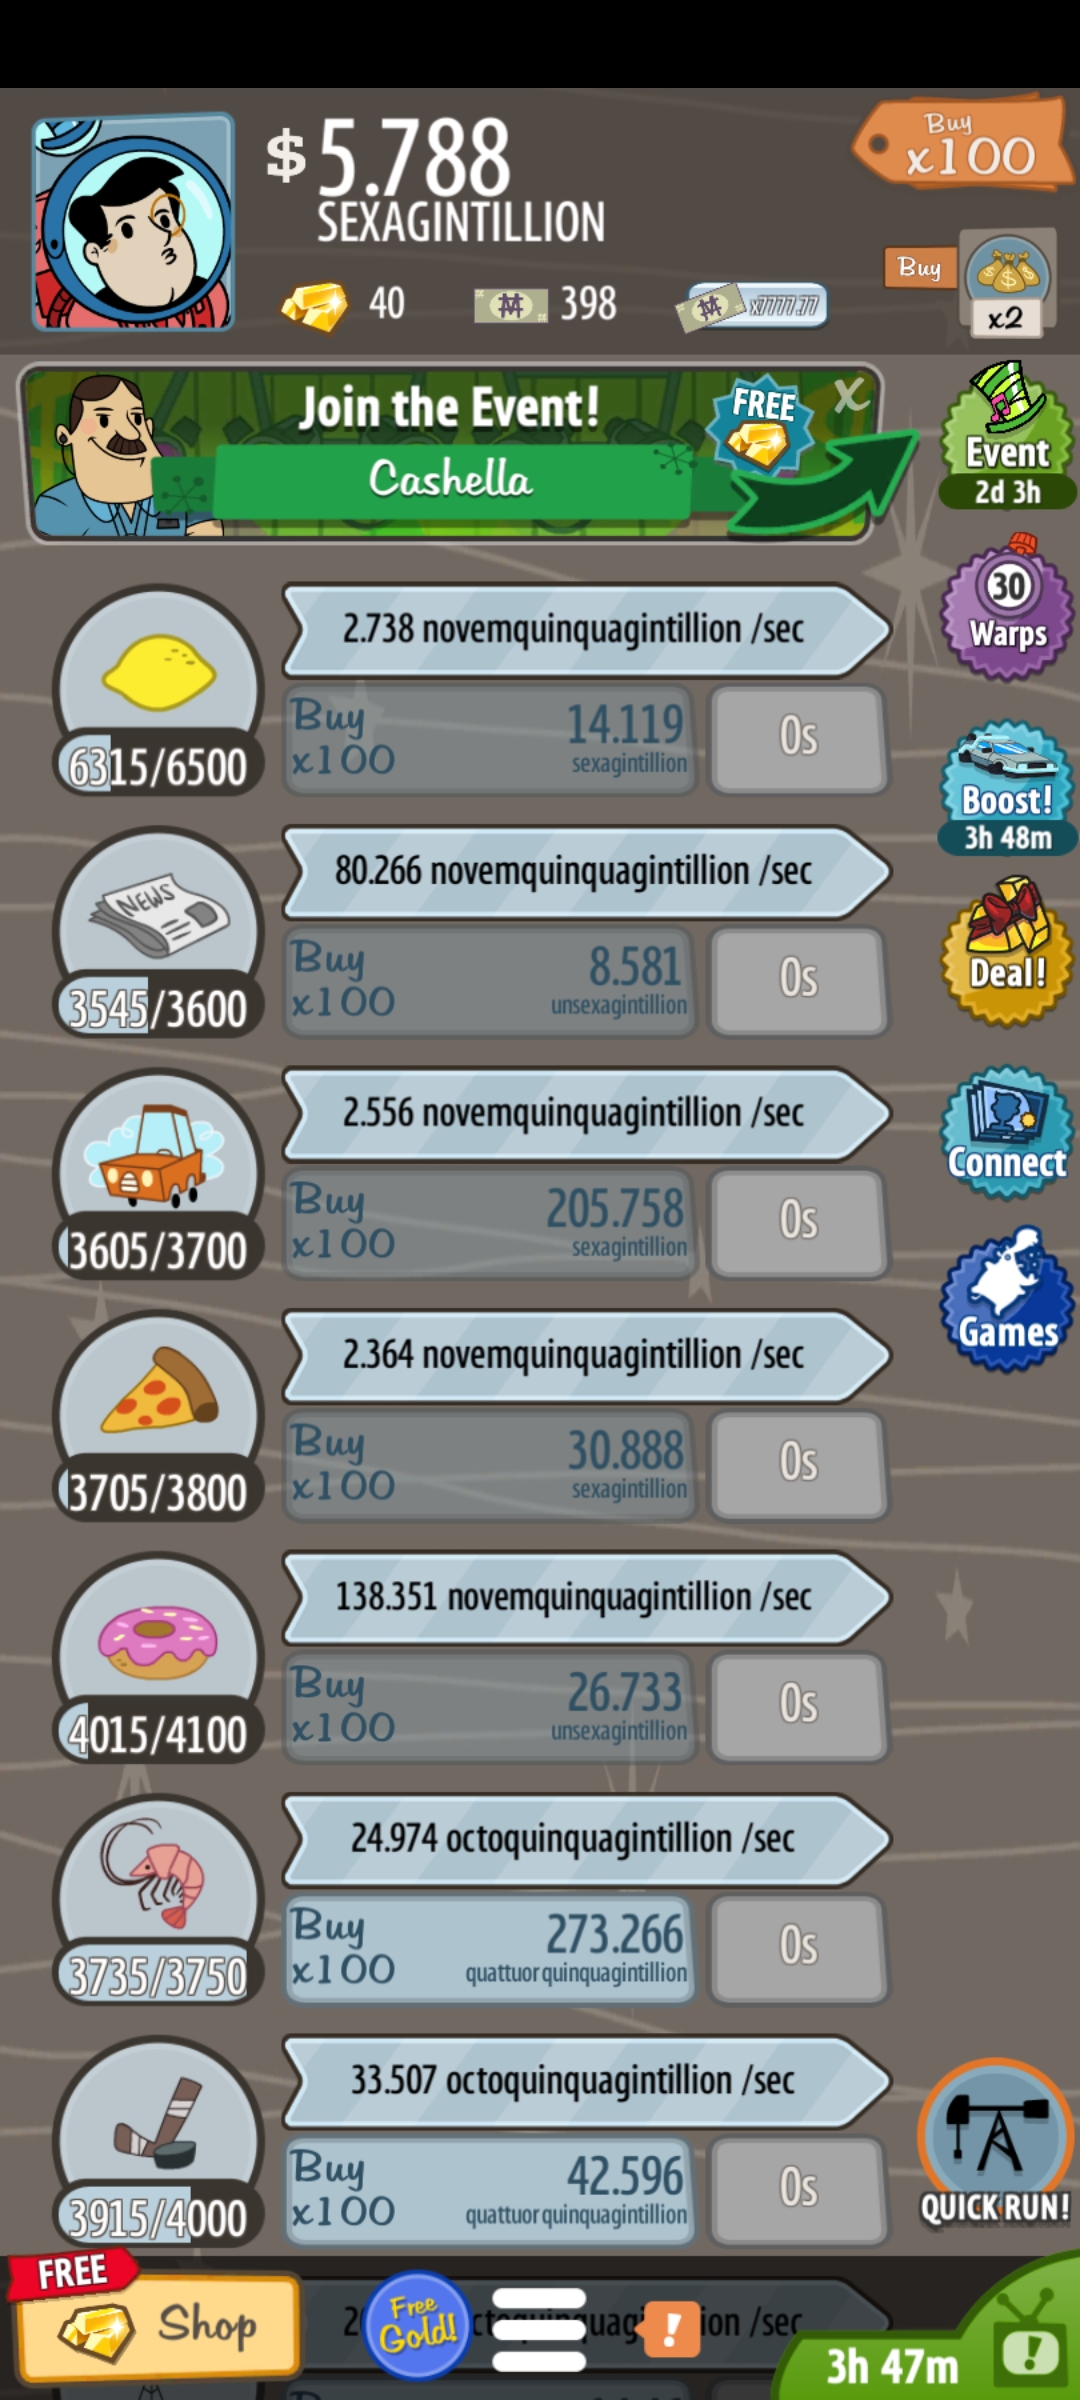 $5.788
SEXAGINTILLION
Buy
x100
40
398
x7777.77
Buy
x2
Join the Event!
Cashella
FREE
X
Event
2d 3h
30
Warps
2.738 novemquinquagintillion /sec
Buy
x100
14.119
sexagintillion
0s
6315/6500
Boost!
3h 48m
80.266 novemquinquagintillion /sec
NEWS
Buy
x100
8.581
unsexagintillion
0s
3545/3600
Deal!
2.556 novemquinquagintillion /sec
Buy
x100
205.758
sexagintillion
0s
3605/3700
Connect
2.364 novemquinquagintillion /sec
Buy
x100
30.888
sexagintillion
0s
3705/3800
Games
138.351 novemquinquagintillion /sec
Buy
x100
26.733
unsexagintillion
0s
4015/4100
24.974 octoquinquagintillion /sec
Buy
x100
273.266
quattuorquinquagintillion
0s
3735/3750
33.507 octoquinquagintillion /sec
Buy
x100
42.596
quattuorquinquagintillion
0s
3915/4000
QUICK RUN!
FREE
Shop
Free
Gold!
!
/sec
3h 47m
!